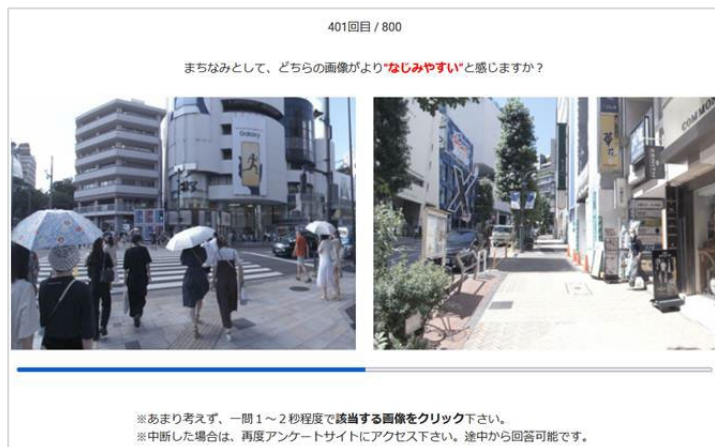 401回目 / 800
まちなみとして、どちらの画像がより"なじみやすい"と感じますか？
Galaxy
COMMON
※あまり考えず、一問１～２秒程度で該当する画像をクリック下さい。
※中断した場合は、再度アンケートサイトにアクセス下さい。途中から回答可能です。